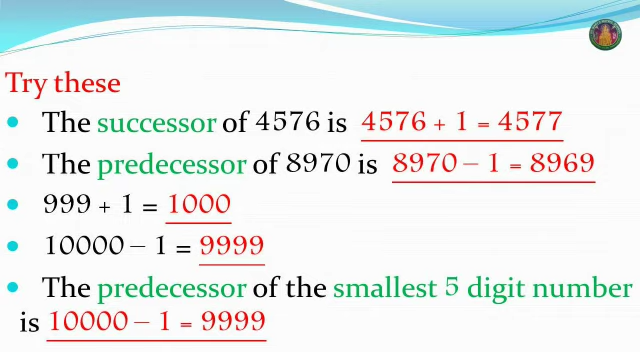 Try these
• The successor of 4576 is 4576 + 1 = 4577
• The predecessor of 8970 is 8970 – 1 = 8969
• 999 + 1 = 1000
• 10000 – 1 = 9999
• The predecessor of the smallest 5 digit number
is 10000 – 1 = 9999